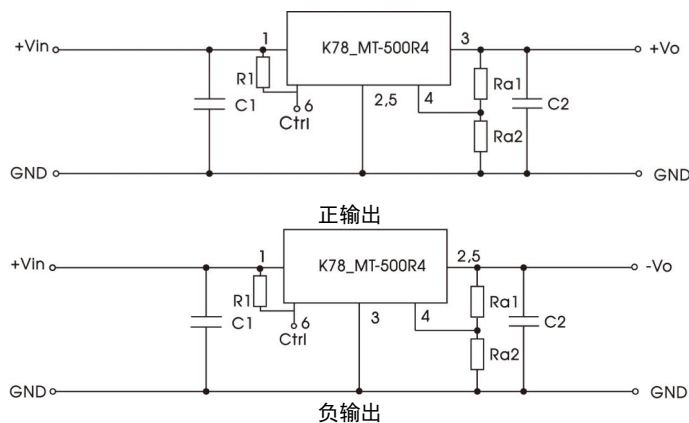 +Vin 1 K78_MT-500R4 3 +Vo
R1 Ra1
C1 6 2,5 4 C2
Ctrl Ra2
GND GND
正输出
+Vin 1 K78_MT-500R4 2,5 -Vo
R1 Ra1
C1 6 3 4 C2
Ctrl Ra2
GND GND
负输出